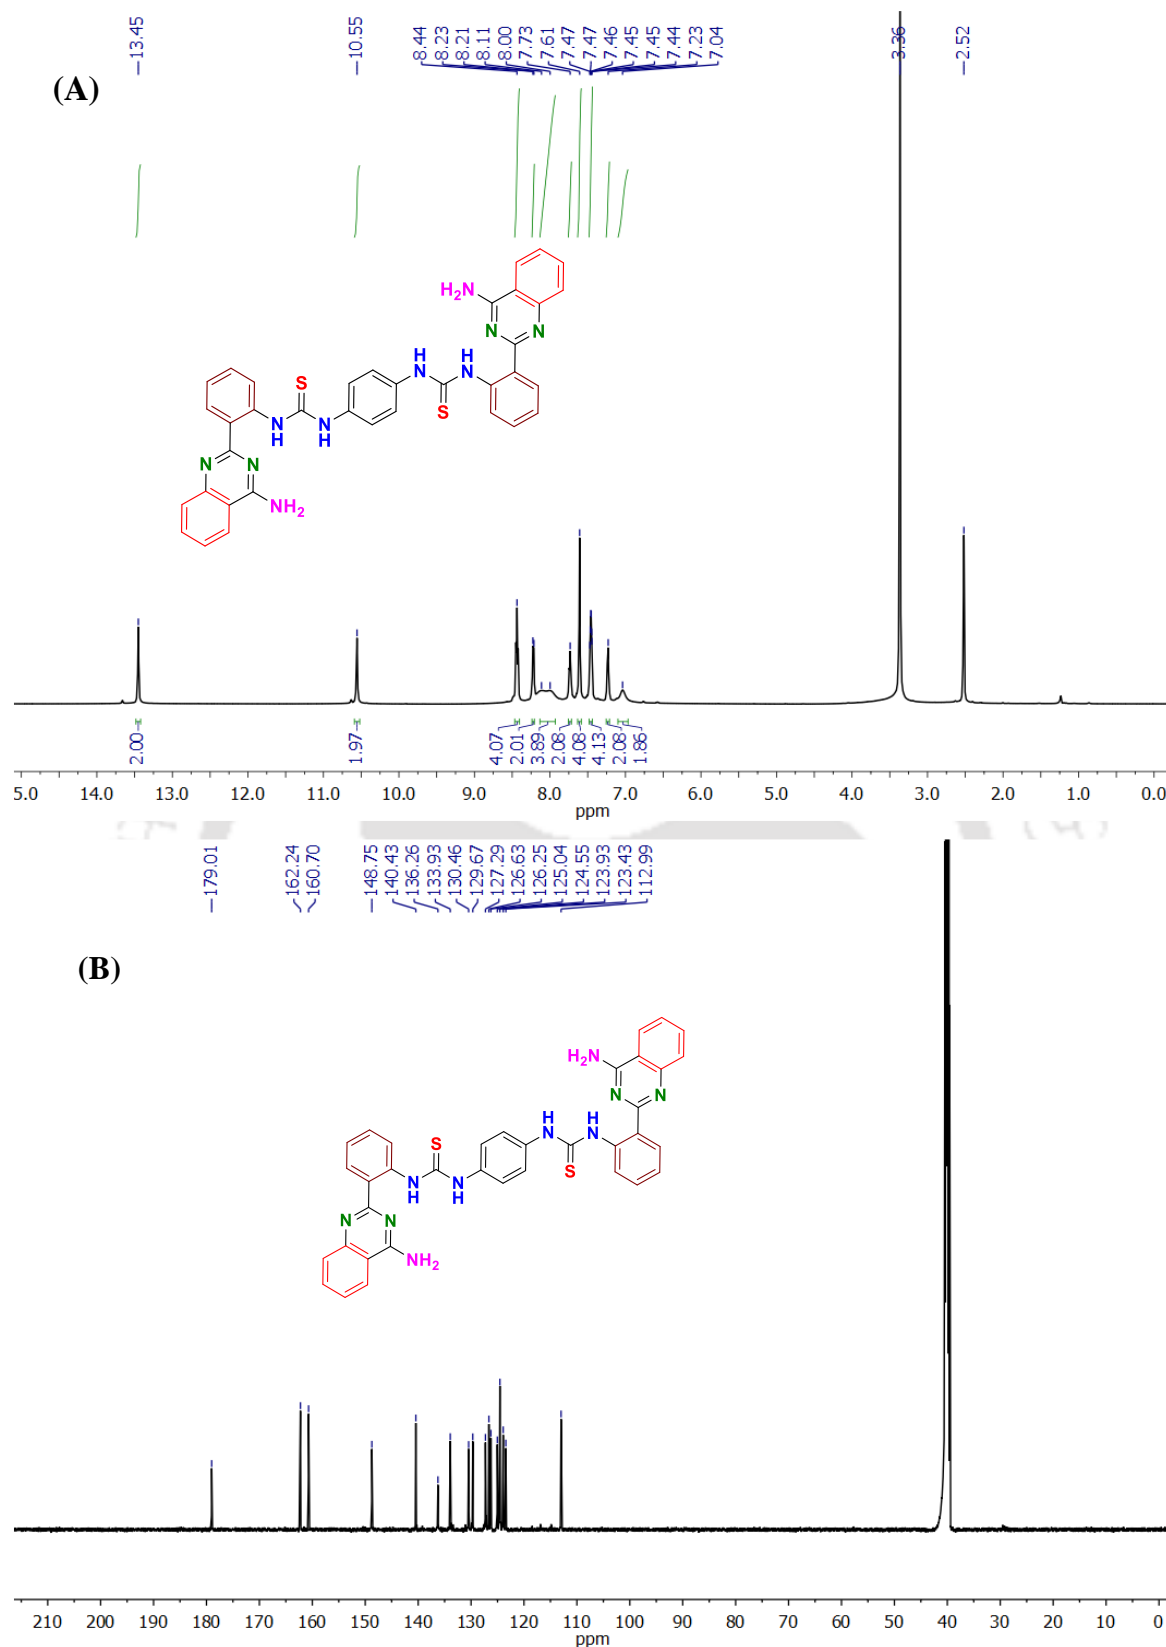 13.45 10.55 8.44 8.23 8.21 8.11 8.00 7.73 7.61 7.47 7.47 7.46 7.45 7.45 7.44 7.23 7.04 3.36 2.52
(A)
H₂N
N N
H H
N N
S
S
N N
H H
N N
NH₂
2.00 1.97 4.07 2.01 3.89 2.08 4.08 4.13 2.08 1.86
5.0 14.0 13.0 12.0 11.0 10.0 9.0 8.0 7.0 6.0 5.0 4.0 3.0 2.0 1.0 0.0
ppm
179.01 162.24 160.70 148.75 140.43 136.26 133.93 130.46 129.67 127.29 126.63 126.25 125.04 124.55 123.93 123.43 112.99
(B)
H₂N
N N
H H
N N
S
S
N N
H H
N N
NH₂
210 200 190 180 170 160 150 140 130 120 110 100 90 80 70 60 50 40 30 20 10 0
ppm